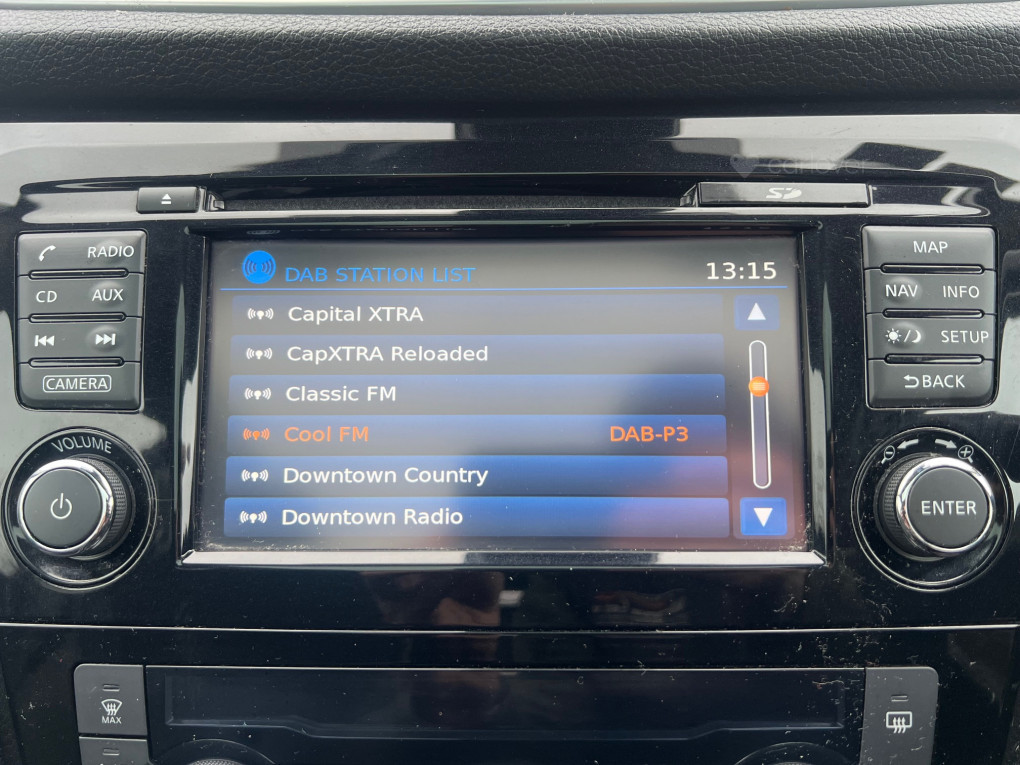 SD
RADIO
CD AUX
CAMERA
VOLUME
DAB STATION LIST 13:15
Capital XTRA
CapXTRA Reloaded
Classic FM
Cool FM DAB-P3
Downtown Country
Downtown Radio
MAP
NAV INFO
SETUP
BACK
ENTER
MAX